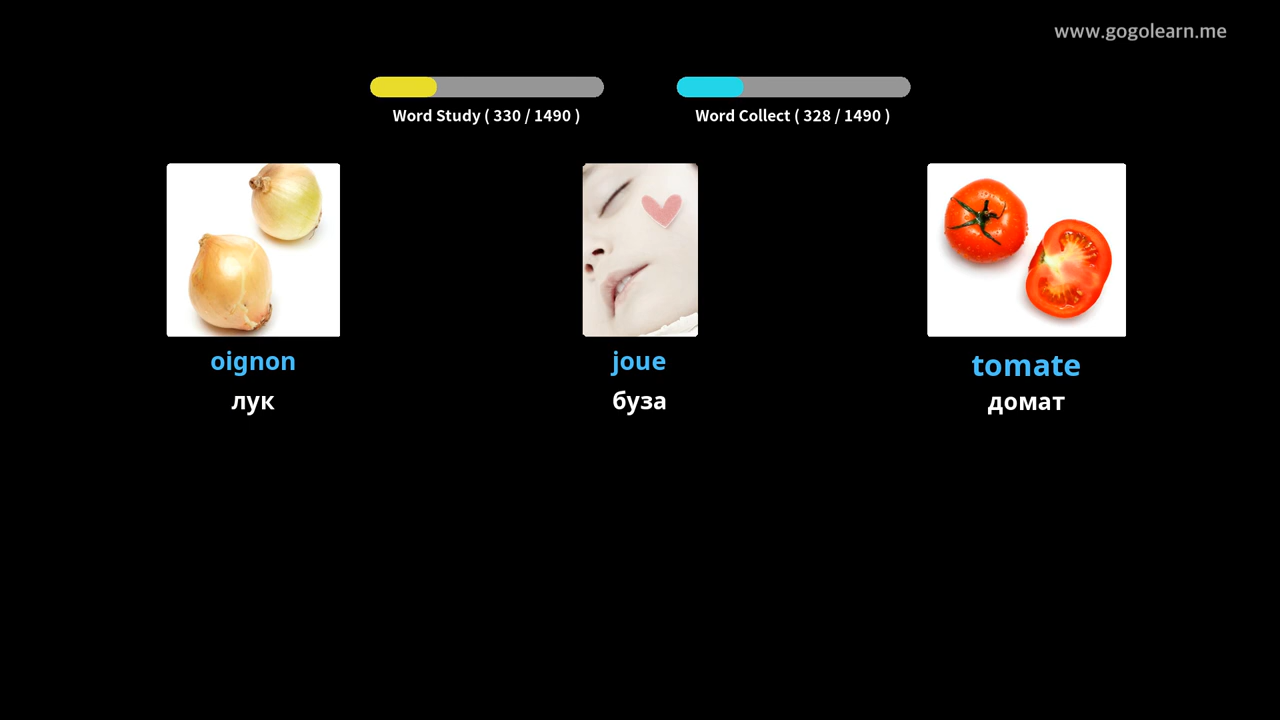 www.gogolearn.me
Word Study ( 330 / 1490 )
Word Collect ( 328 / 1490 )
oignon
лук
joue
буза
tomate
домат